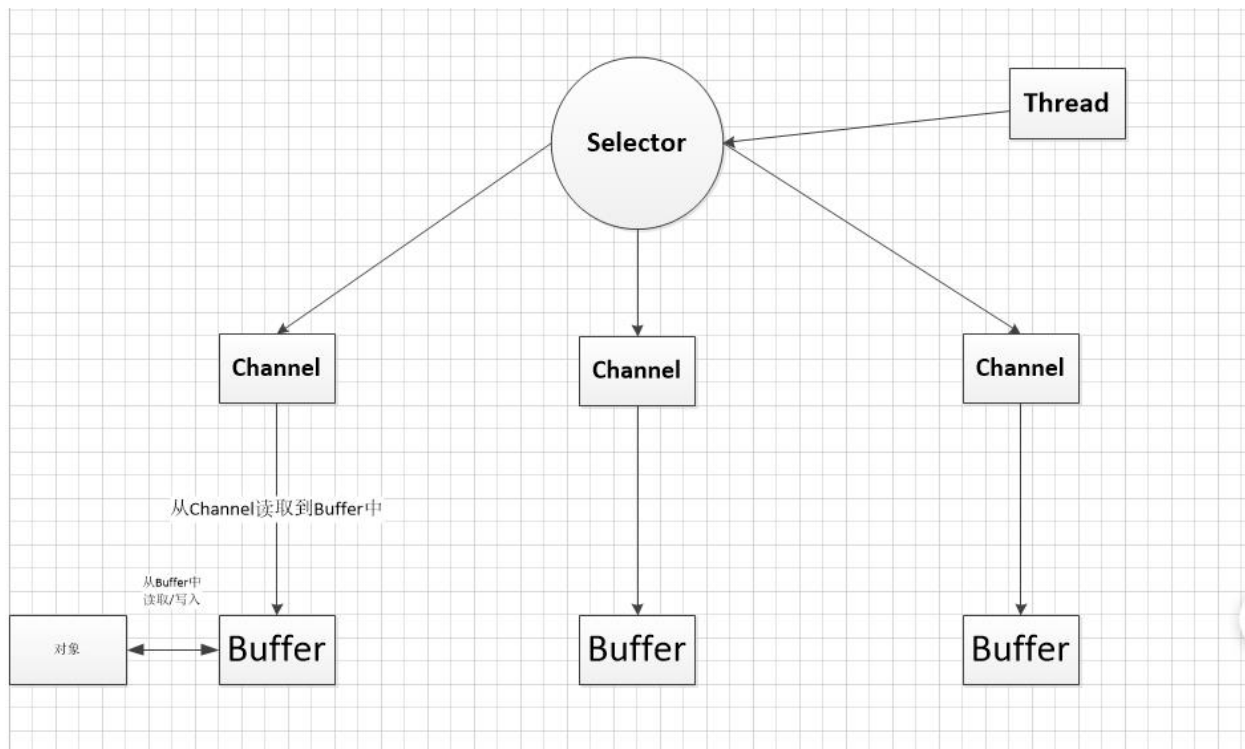 Thread
Selector
Channel
Channel
Channel
从Channel读取到Buffer中
从Buffer中
读取/写入
对象
Buffer
Buffer
Buffer